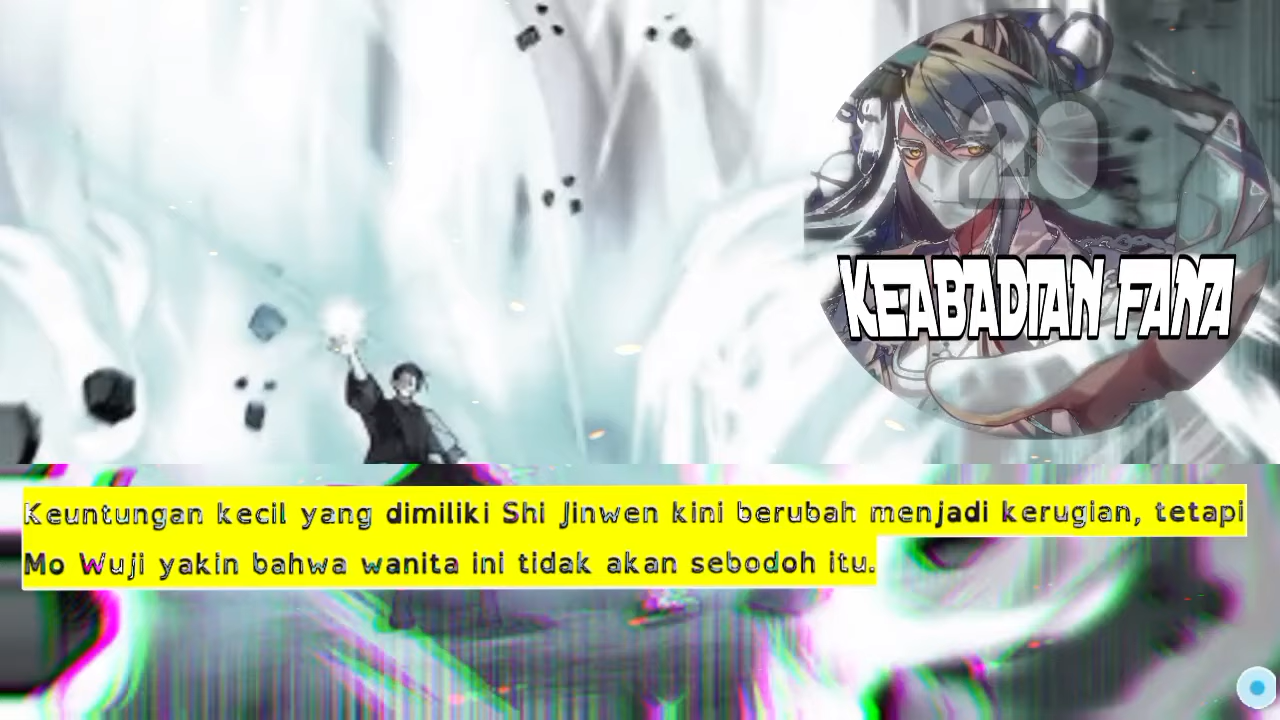 20
KEABADIAN FANA
Keuntungan kecil yang dimiliki Shi Jinwen kini berubah menjadi kerugian, tetapi
Mo Wuji yakin bahwa wanita ini tidak akan sebodoh itu.